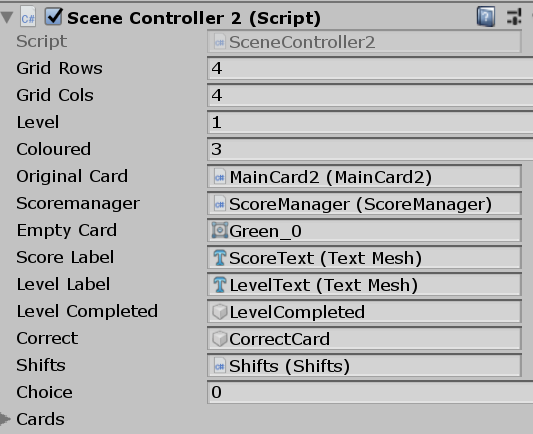 Scene Controller 2 (Script)
Script SceneController2
Grid Rows 4
Grid Cols 4
Level 1
Coloured 3
Original Card MainCard2 (MainCard2)
Scoremanager ScoreManager (ScoreManager)
Empty Card Green_0
Score Label ScoreText (Text Mesh)
Level Label LevelText (Text Mesh)
Level Completed LevelCompleted
Correct CorrectCard
Shifts Shifts (Shifts)
Choice 0
Cards